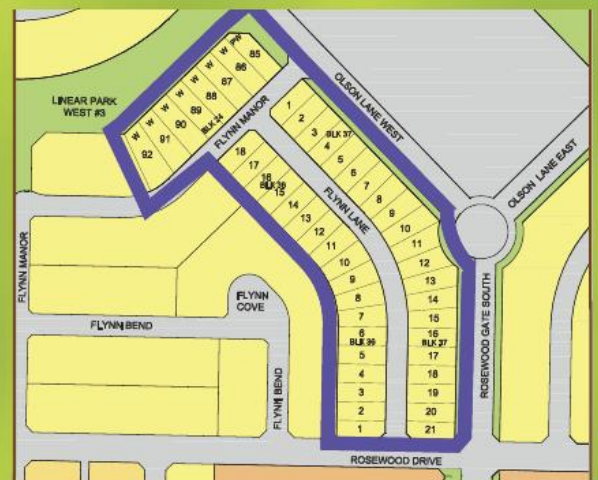 LINEAR PARK
WEST #3
W W W W W W W PW
85
86
87
88
89
90
91
92
BLK 24
FLYNN MANOR
OLSON LANE WEST
OLSON LANE EAST
1
2
3 BLK 37
4
5
6
7
8
9
10
11
12
13
14
15
16
BLK 37
17
18
19
20
21
FLYNN LANE
18
17
16
BLK 36
15
14
13
12
11
10
9
8
7
6
BLK 36
5
4
3
2
1
FLYNN MANOR
FLYNN
COVE
FLYNN BEND
FLYNN BEND
ROSEWOOD GATE SOUTH
ROSEWOOD DRIVE